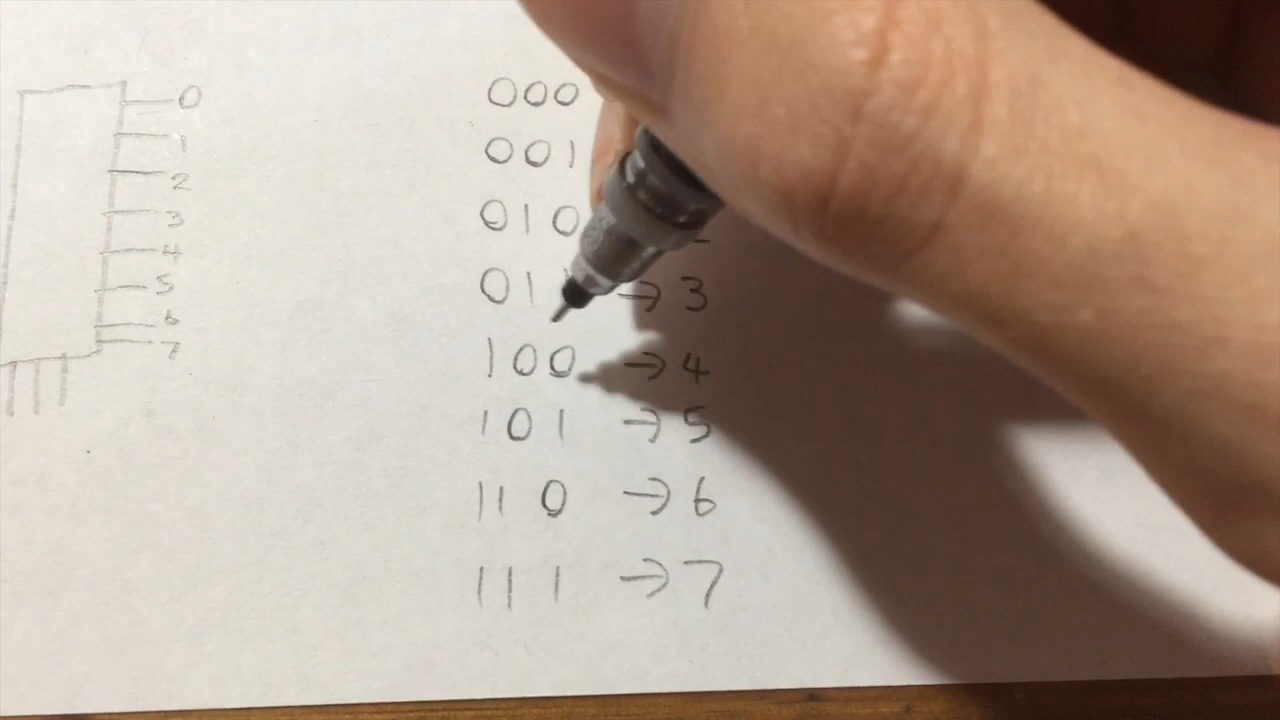 0
1
2
3
4
5
6
7
000
001
010
01 → 3
100 → 4
101 → 5
110 → 6
111 → 7